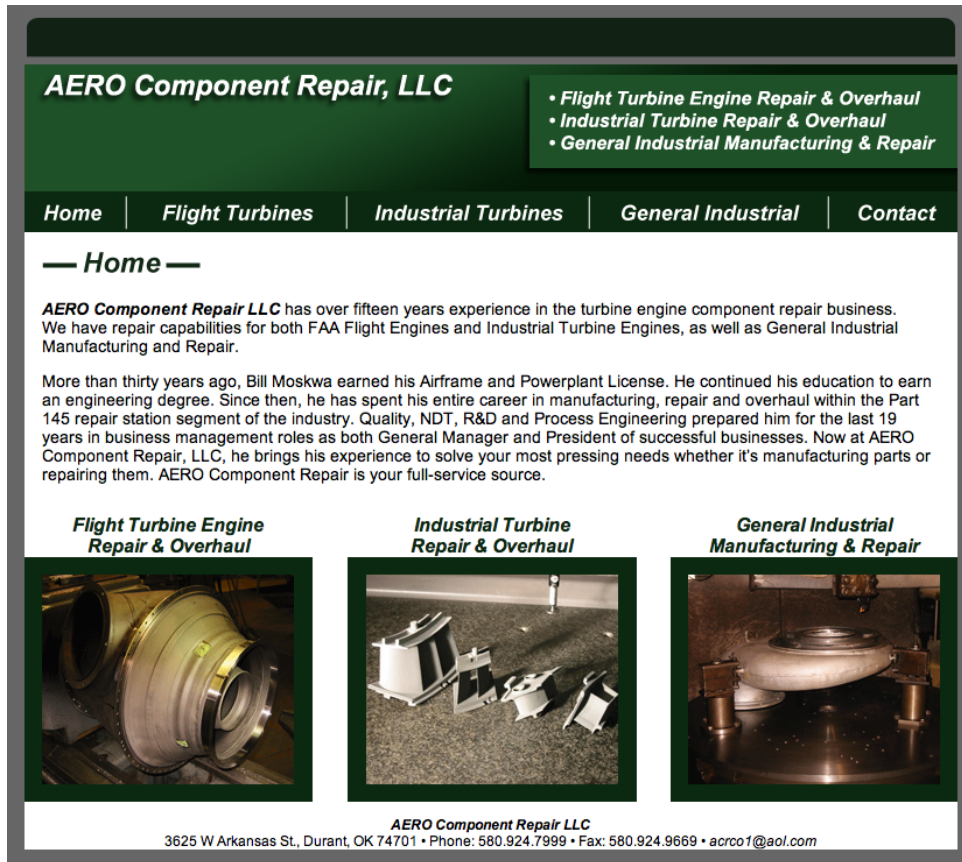 AERO Component Repair, LLC
• Flight Turbine Engine Repair & Overhaul
• Industrial Turbine Repair & Overhaul
• General Industrial Manufacturing & Repair
Home
Flight Turbines
Industrial Turbines
General Industrial
Contact
Home
AERO Component Repair LLC has over fifteen years experience in the turbine engine component repair business.
We have repair capabilities for both FAA Flight Engines and Industrial Turbine Engines, as well as General Industrial
Manufacturing and Repair.
More than thirty years ago, Bill Moskwa earned his Airframe and Powerplant License. He continued his education to earn
an engineering degree. Since then, he has spent his entire career in manufacturing, repair and overhaul within the Part
145 repair station segment of the industry. Quality, NDT, R&D and Process Engineering prepared him for the last 19
years in business management roles as both General Manager and President of successful businesses. Now at AERO
Component Repair, LLC, he brings his experience to solve your most pressing needs whether it's manufacturing parts or
repairing them. AERO Component Repair is your full-service source.
Flight Turbine Engine
Repair & Overhaul
Industrial Turbine
Repair & Overhaul
General Industrial
Manufacturing & Repair
AERO Component Repair LLC
3625 W Arkansas St., Durant, OK 74701 • Phone: 580.924.7999 • Fax: 580.924.9669 • acrco1@aol.com